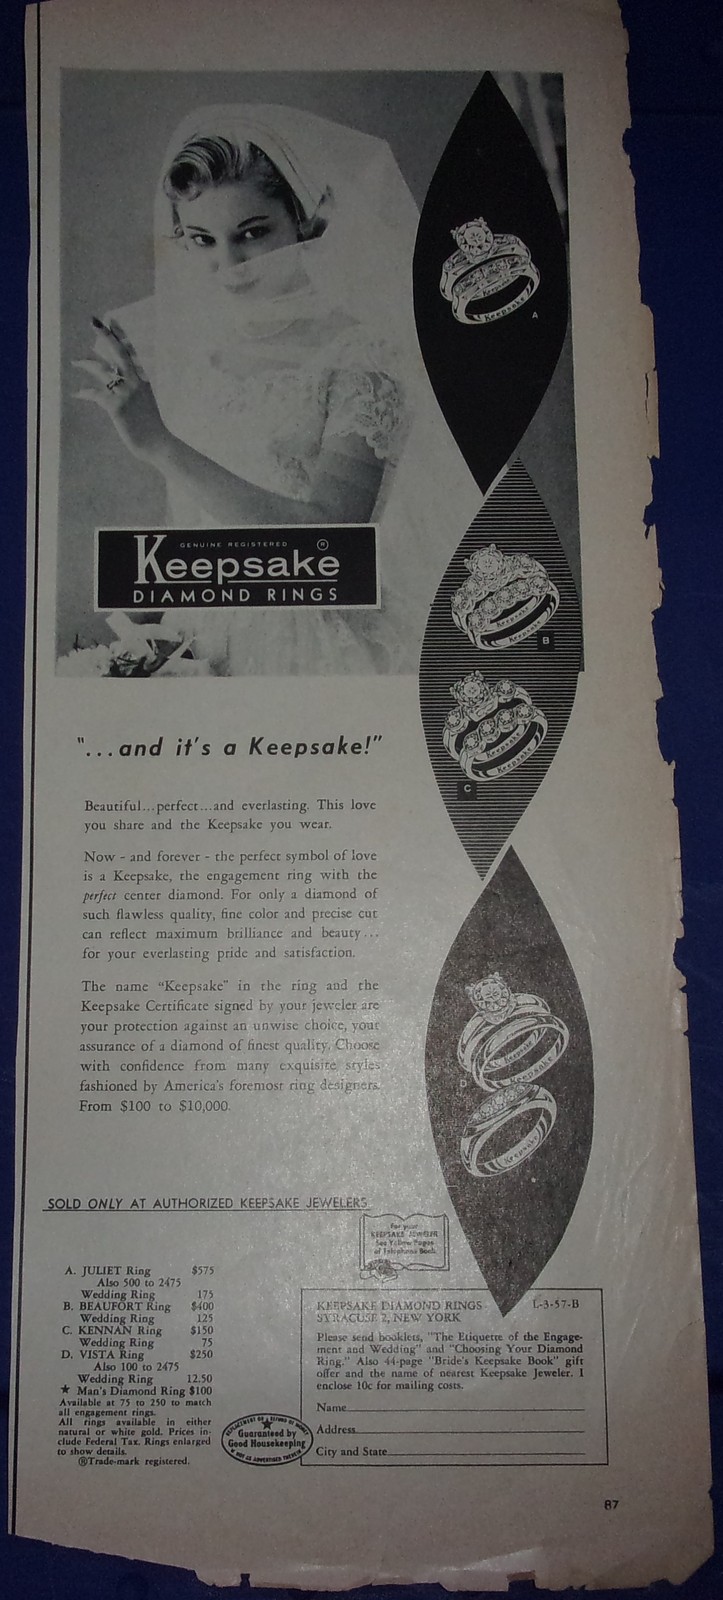 GENUINE REGISTERED ®
Keepsake
DIAMOND RINGS
Keepsake
Keepsake
A
Keepsake
Keepsake
B
Keepsake
Keepsake
C
Keepsake
Keepsake
D
Keepsake
"...and it's a Keepsake!"
Beautiful...perfect...and everlasting. This love
you share and the Keepsake you wear.
Now - and forever - the perfect symbol of love
is a Keepsake, the engagement ring with the
perfect center diamond. For only a diamond of
such flawless quality, fine color and precise cut
can reflect maximum brilliance and beauty...
for your everlasting pride and satisfaction.
The name "Keepsake" in the ring and the
Keepsake Certificate signed by your jeweler are
your protection against an unwise choice, your
assurance of a diamond of finest quality. Choose
with confidence from many exquisite styles
fashioned by America's foremost ring designers.
From $100 to $10,000.
SOLD ONLY AT AUTHORIZED KEEPSAKE JEWELERS
For your
KEEPSAKE JEWELER
See Yellow Pages
of Telephone Book
A. JULIET Ring $575
Also 500 to 2475
Wedding Ring 175
B. BEAUFORT Ring $400
Wedding Ring 125
C. KENNAN Ring $150
Wedding Ring 75
D. VISTA Ring $250
Also 100 to 2475
Wedding Ring 12.50
★ Man's Diamond Ring $100
Available at 75 to 250 to match
all engagement rings.
All rings available in either
natural or white gold. Prices in-
clude Federal Tax. Rings enlarged
to show details.
®Trade-mark registered.
REPLACEMENT OR REFUND OF MONEY
Guaranteed by
Good Housekeeping
IF NOT AS ADVERTISED THEREIN
KEEPSAKE DIAMOND RINGS L-3-57-B
SYRACUSE 2, NEW YORK
Please send booklets, "The Etiquette of the Engage-
ment and Wedding" and "Choosing Your Diamond
Ring." Also 44-page "Bride's Keepsake Book" gift
offer and the name of nearest Keepsake Jeweler. I
enclose 10c for mailing costs.
Name
Address
City and State
87